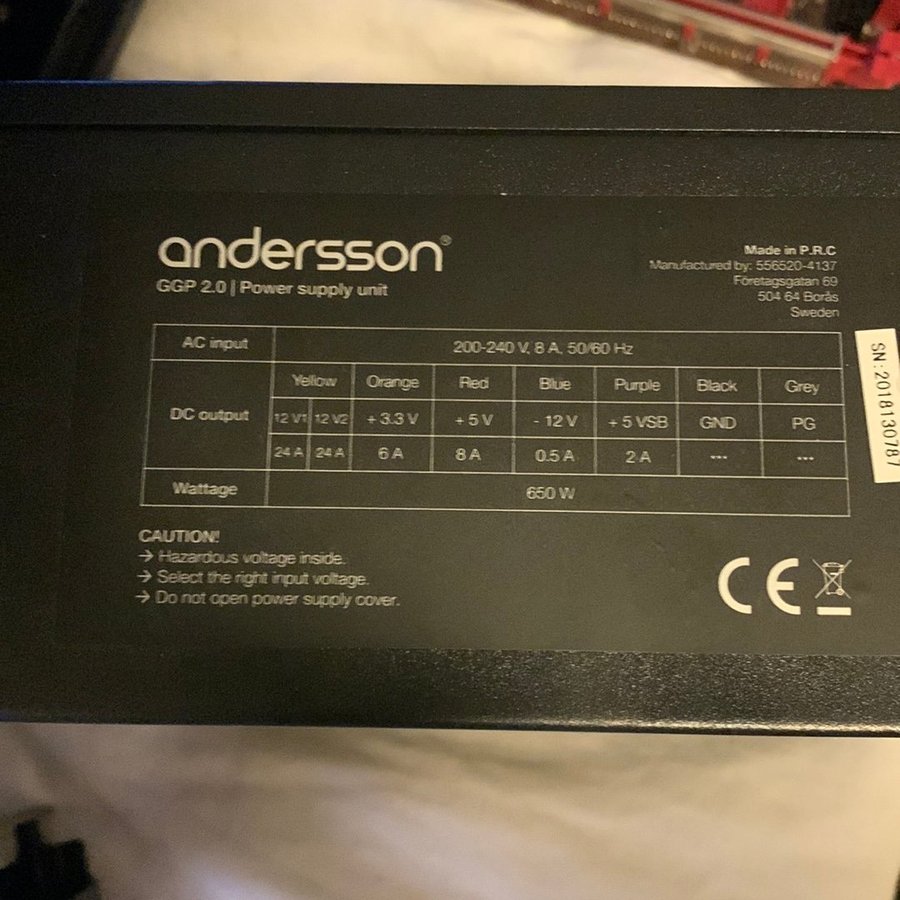 andersson®
GGP 2.0 | Power supply unit
Made in P.R.C
Manufactured by: 556520-4137
Företagsgatan 69
504 64 Borås
Sweden
AC input 200-240 V, 8 A, 50/60 Hz
DC output
Yellow Orange Red Blue Purple Black Grey
12 V1 12 V2 + 3.3 V + 5 V - 12 V + 5 VSB GND PG
24 A 24 A 6 A 8 A 0.5 A 2 A --- ---
Wattage 650 W
CAUTION!
→ Hazardous voltage inside.
→ Select the right input voltage.
→ Do not open power supply cover.
CE
SN:2018130787